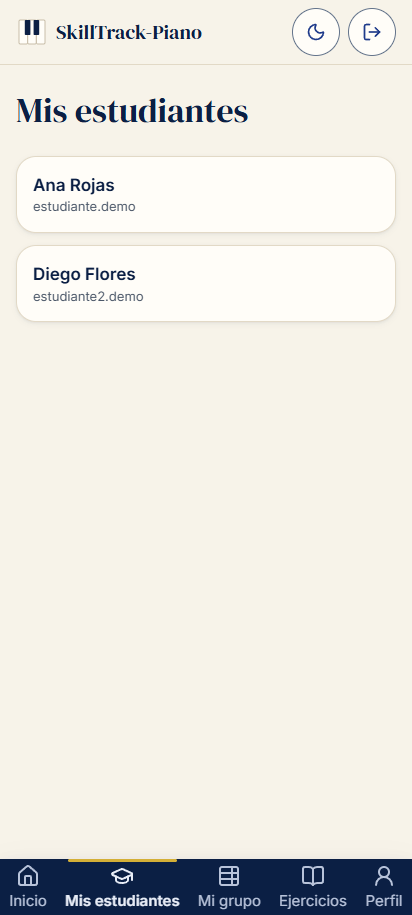 SkillTrack-Piano
Mis estudiantes
Ana Rojas
estudiante.demo
Diego Flores
estudiante2.demo
Inicio
Mis estudiantes
Mi grupo
Ejercicios
Perfil